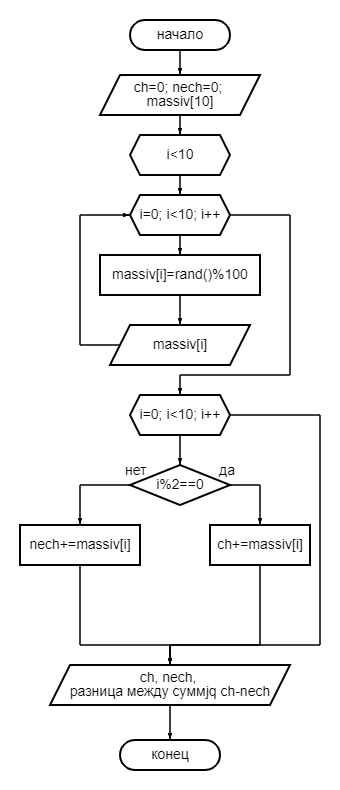 начало
ch=0; nech=0;
massiv[10]
i<10
i=0; i<10; i++
massiv[i]=rand()%100
massiv[i]
i=0; i<10; i++
нет
да
i%2==0
nech+=massiv[i]
ch+=massiv[i]
ch, nech,
разница между суммjq ch-nech
конец